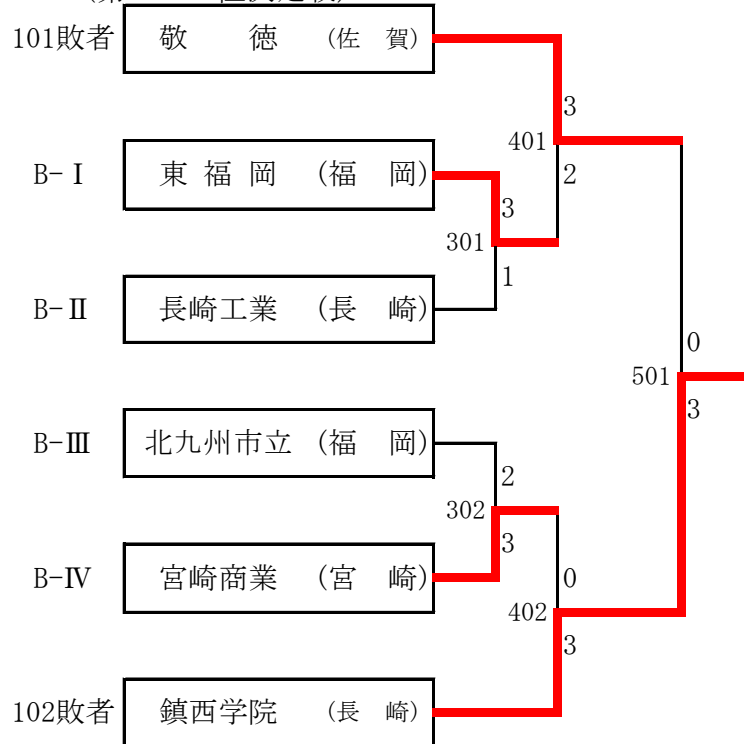 101敗者 敬 徳 (佐 賀)
3
401
B-Ⅰ 東福岡 (福 岡) 2
3
301
1
B-Ⅱ 長崎工業 (長 崎)
0
501
3
B-Ⅲ 北九州市立 (福 岡)
2
302
3
B-Ⅳ 宮崎商業 (宮 崎) 0
402
3
102敗者 鎮西学院 (長 崎)